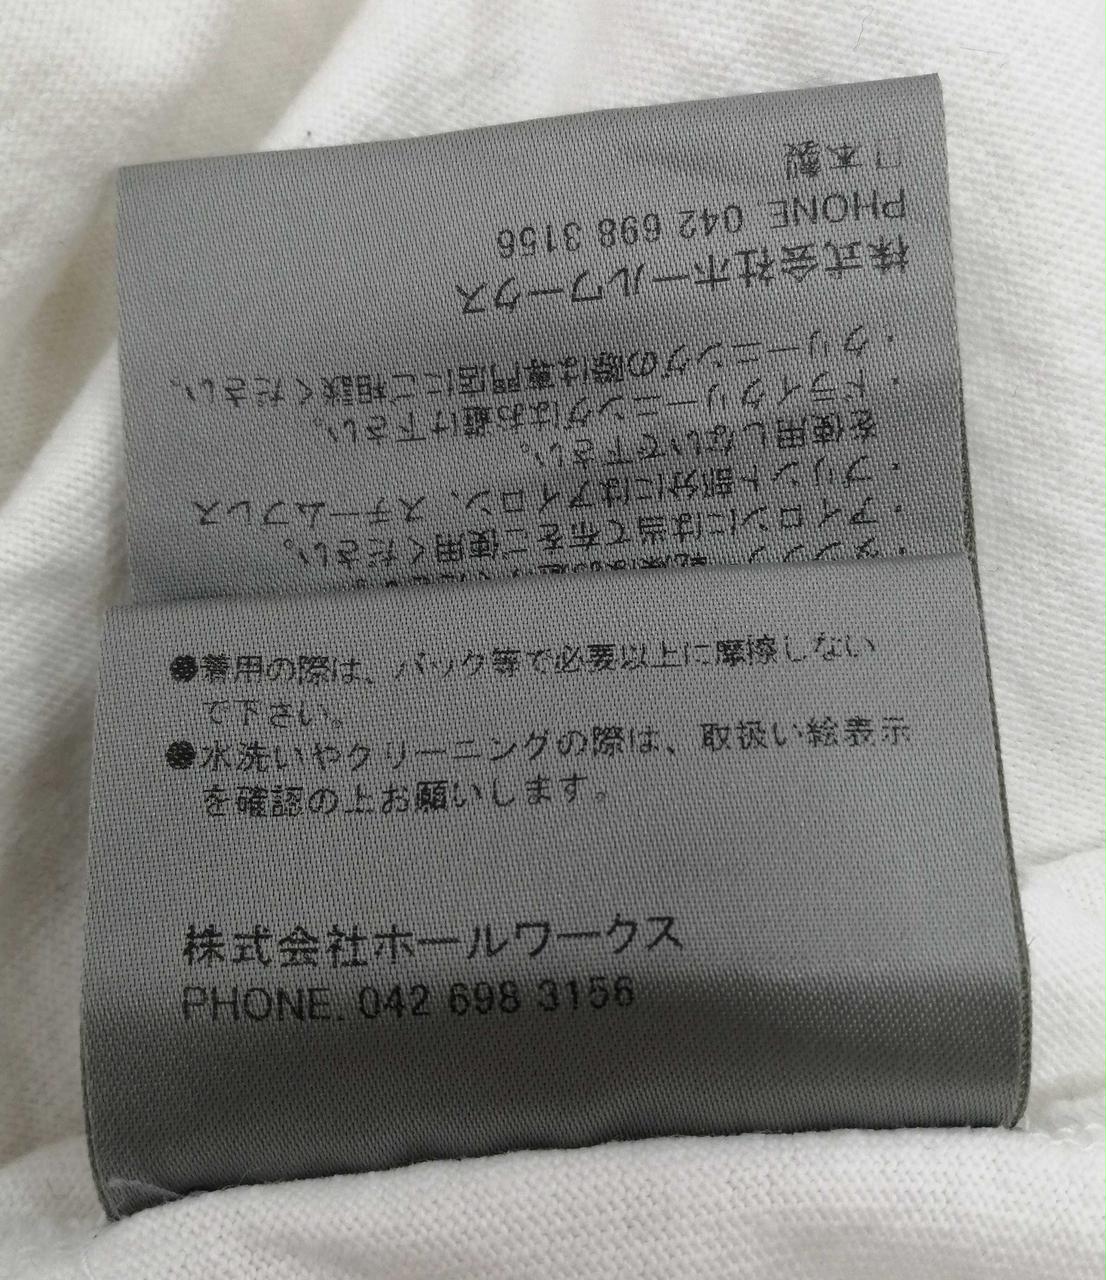 ●着用の際は、バック等で必要以上に摩擦しない
て下さい。
●水洗いやクリーニングの際は、取扱い絵表示
を確認の上お願いします。
株式会社ホールワークス
PHONE. 042 698 3156
・アイロンには当て布をご使用ください。
・プリント部分にはアイロン、スチームプレス
を使用しないで下さい。
・ドライクリーニングはお避け下さい。
・クリーニングの際は専門店にご相談ください。
株式会社ホールワークス
PHONE 042 698 3156
日本製